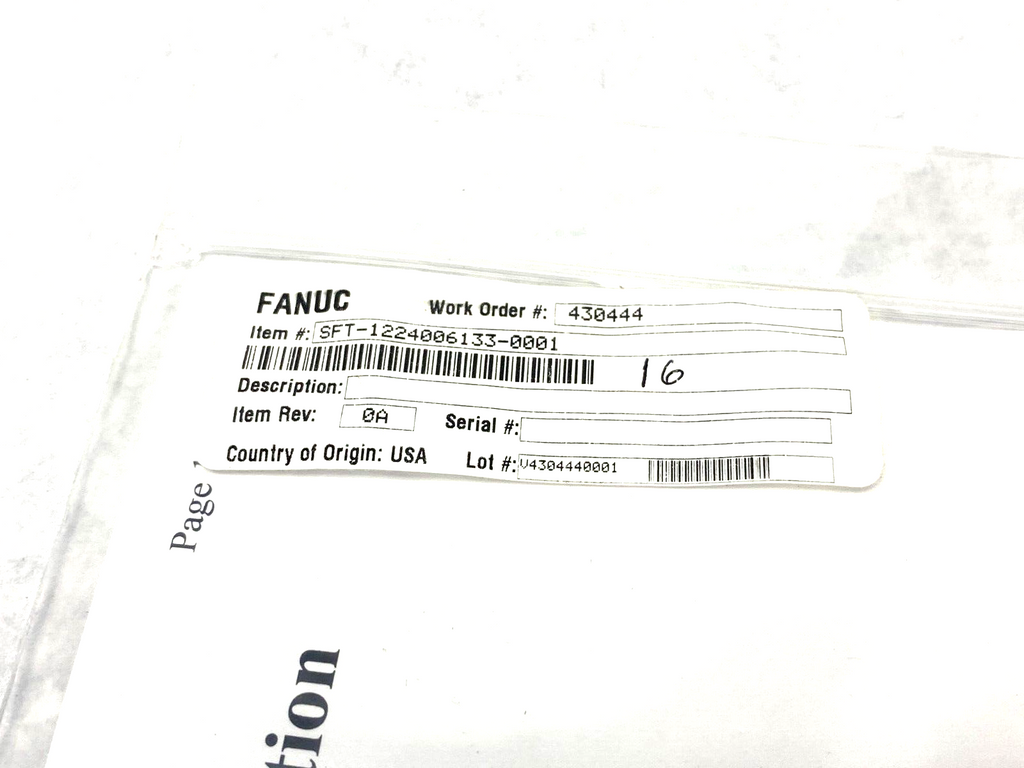 FANUC Work Order #: 430444
Item #: SFT-1224006133-0001
16
Description:
Item Rev: 0A Serial #:
Country of Origin: USA Lot #: V4304440001
Page
tion